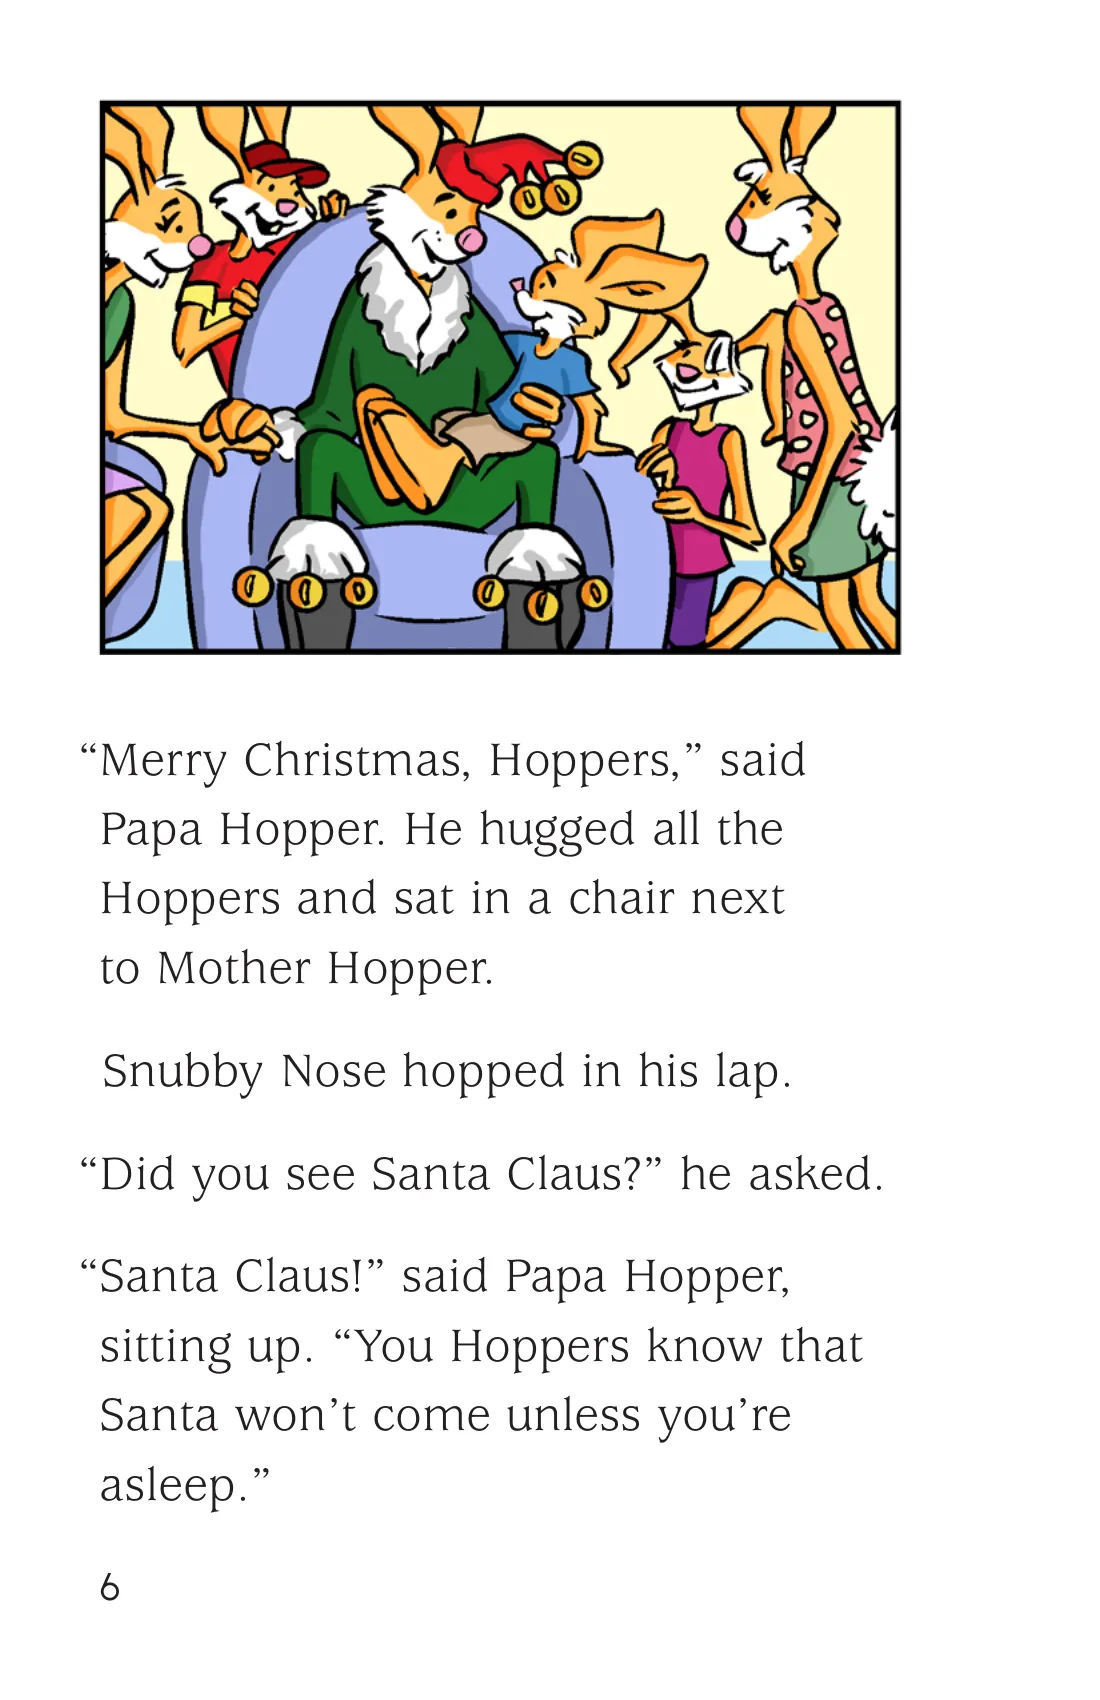 “Merry Christmas, Hoppers,” said
Papa Hopper. He hugged all the
Hoppers and sat in a chair next
to Mother Hopper.
Snubby Nose hopped in his lap.
“Did you see Santa Claus?” he asked.
“Santa Claus!” said Papa Hopper,
sitting up. “You Hoppers know that
Santa won’t come unless you’re
asleep.”
6